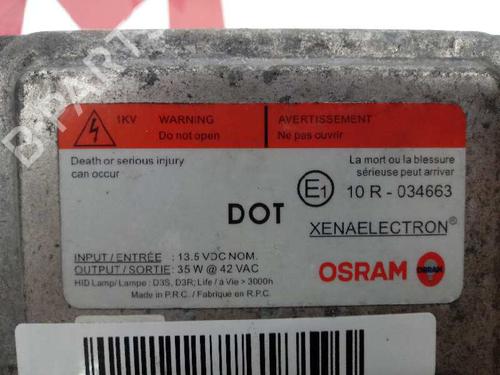 M
B-PARTS
1KV
WARNING
Do not open
AVERTISSEMENT
Ne pas ouvrir
Death or serious injury
can occur
La mort ou la blessure
sérieuse peut arriver
E1 10 R - 034663
DOT
XENAELECTRON®
INPUT / ENTRÉE : 13.5 VDC NOM.
OUTPUT / SORTIE: 35 W @ 42 VAC
HID Lamp/ Lampe : D3S, D3R; Life / à Vie > 3000h
Made in P.R.C. / Fabrique en R.P.C.
OSRAM OSRAM